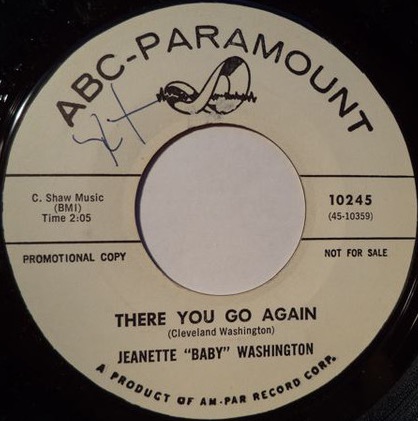 ABC-PARAMOUNT
C. Shaw Music
(BMI)
Time 2:05
10245
(45-10359)
PROMOTIONAL COPY
NOT FOR SALE
THERE YOU GO AGAIN
(Cleveland Washington)
JEANETTE "BABY" WASHINGTON
A PRODUCT OF AM-PAR RECORD CORP.